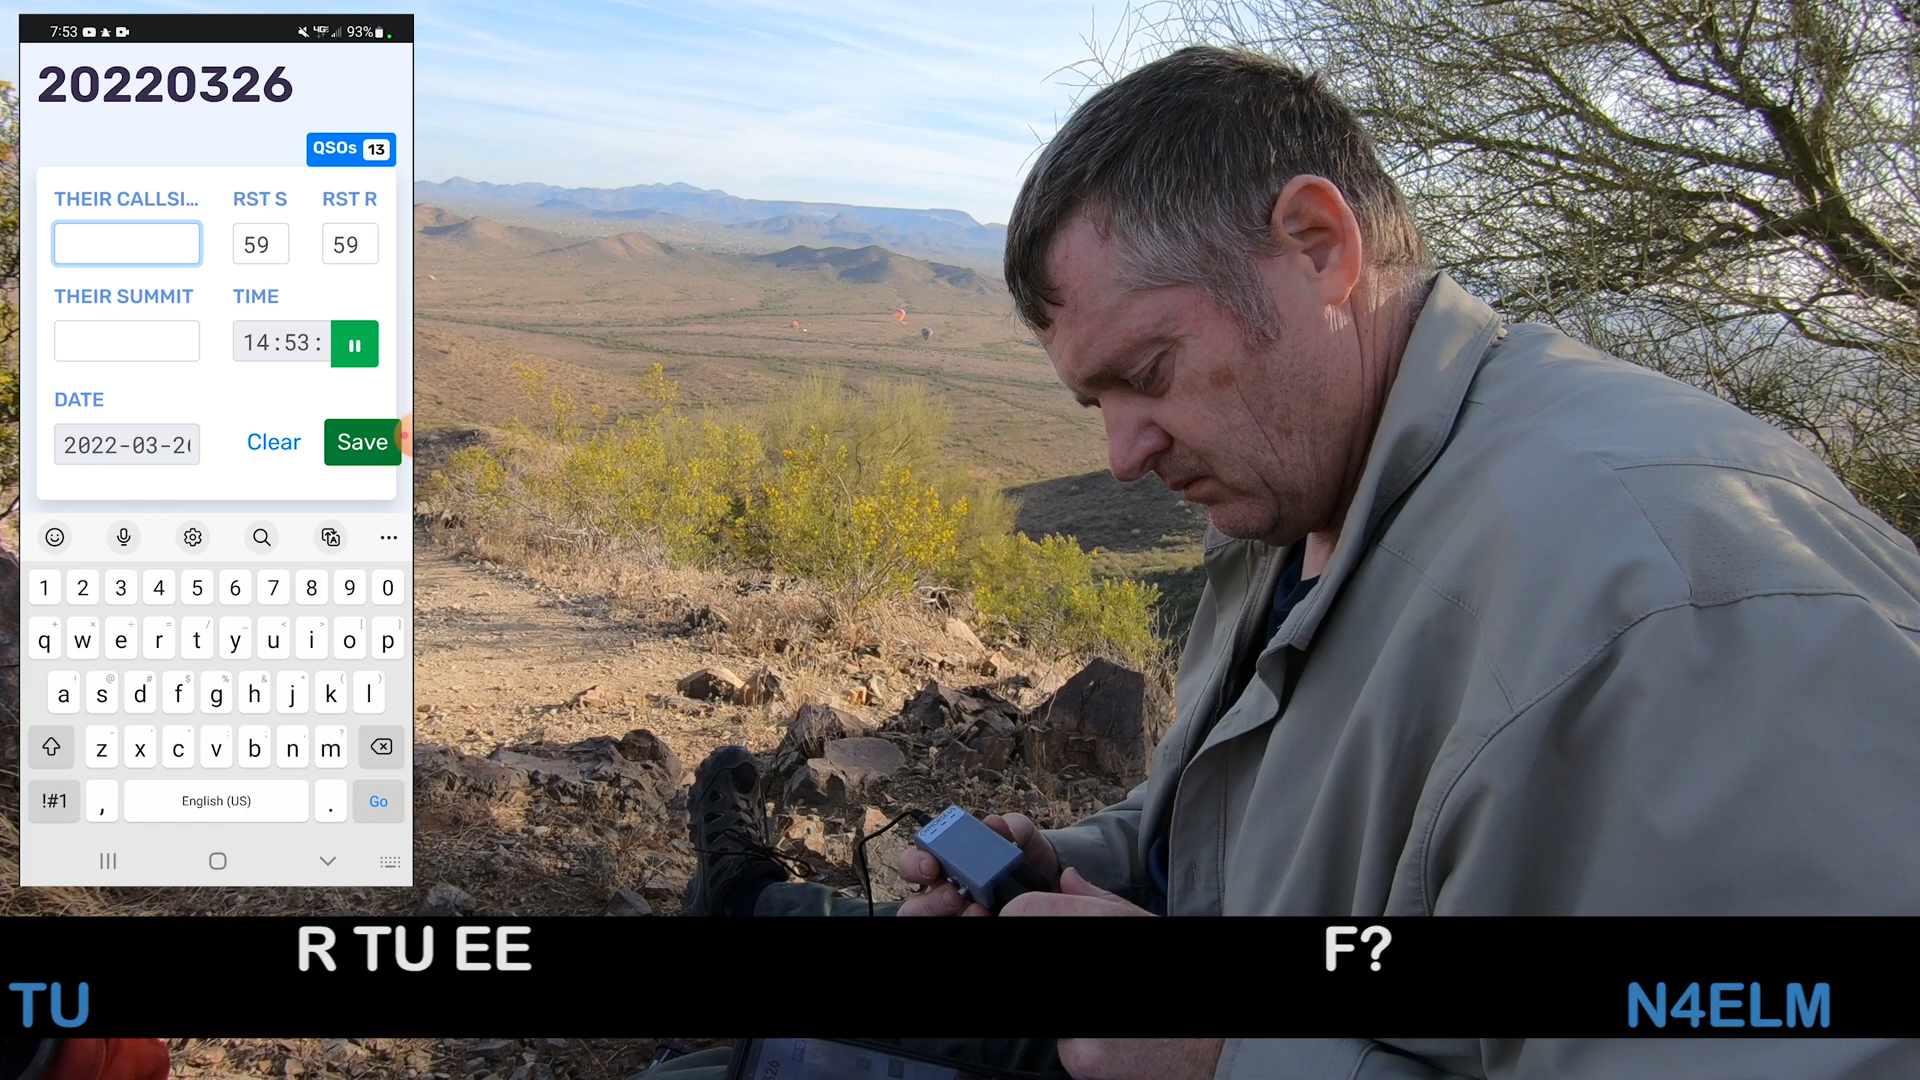 7:53 93%
20220326
QSOs 13
THEIR CALLSI... RST S RST R
59 59
THEIR SUMMIT TIME
14:53:
DATE
2022-03-2
Clear Save
1 2 3 4 5 6 7 8 9 0
q w e r t y u i o p
a s d f g h j k l
z x c v b n m
!#1 , English (US) . Go
R TU EE F?
TU N4ELM